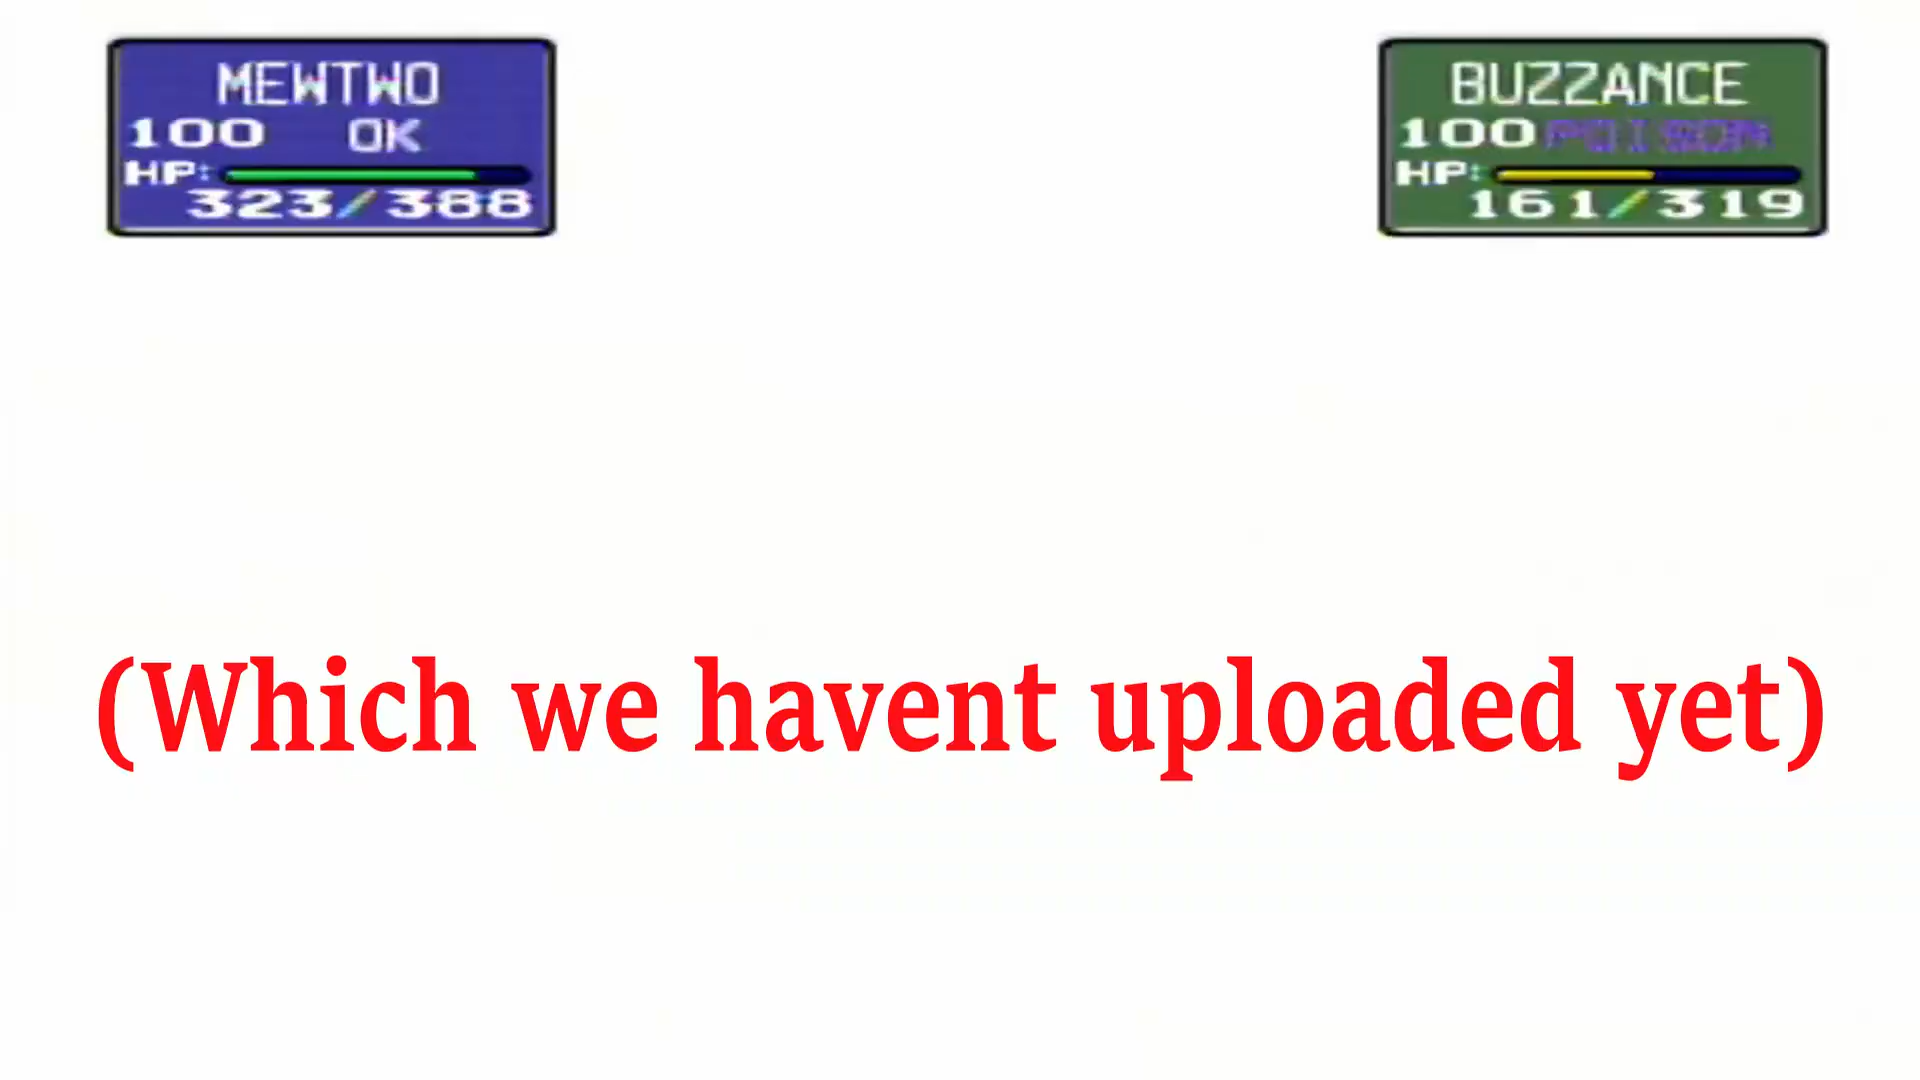 MEWTWO
100 OK
HP:
323/388
BUZZANCE
100 POISON
HP:
161/319
(Which we havent uploaded yet)